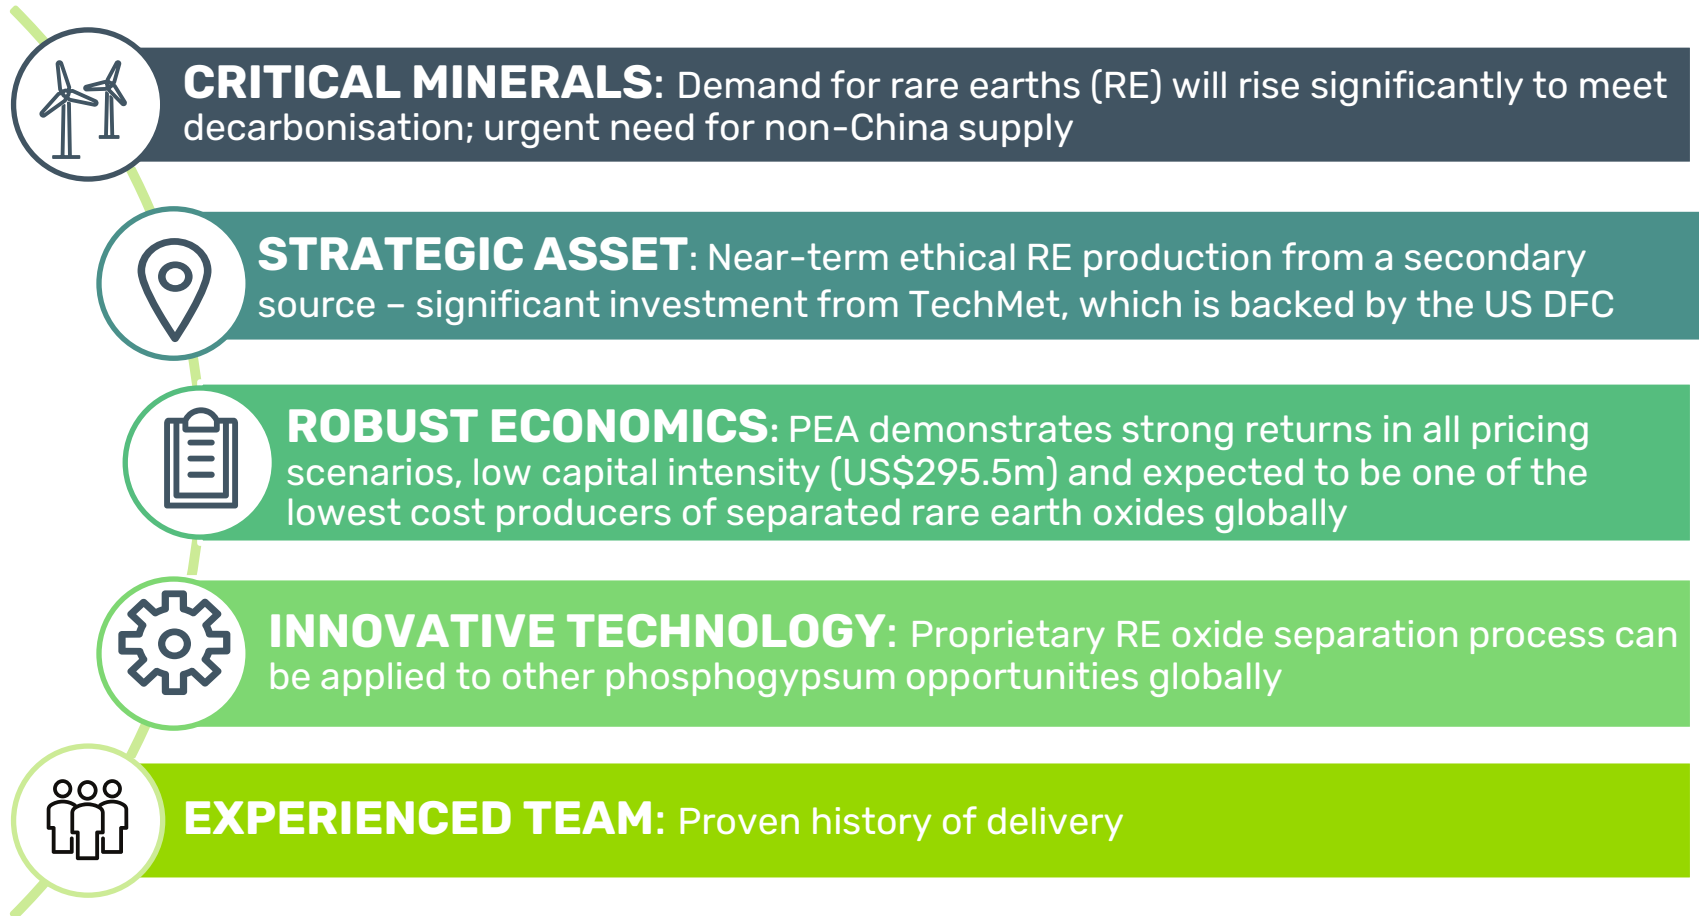 CRITICAL MINERALS: Demand for rare earths (RE) will rise significantly to meet
decarbonisation; urgent need for non-China supply
STRATEGIC ASSET: Near-term ethical RE production from a secondary
source – significant investment from TechMet, which is backed by the US DFC
ROBUST ECONOMICS: PEA demonstrates strong returns in all pricing
scenarios, low capital intensity (US$295.5m) and expected to be one of the
lowest cost producers of separated rare earth oxides globally
INNOVATIVE TECHNOLOGY: Proprietary RE oxide separation process can
be applied to other phosphogypsum opportunities globally
EXPERIENCED TEAM: Proven history of delivery